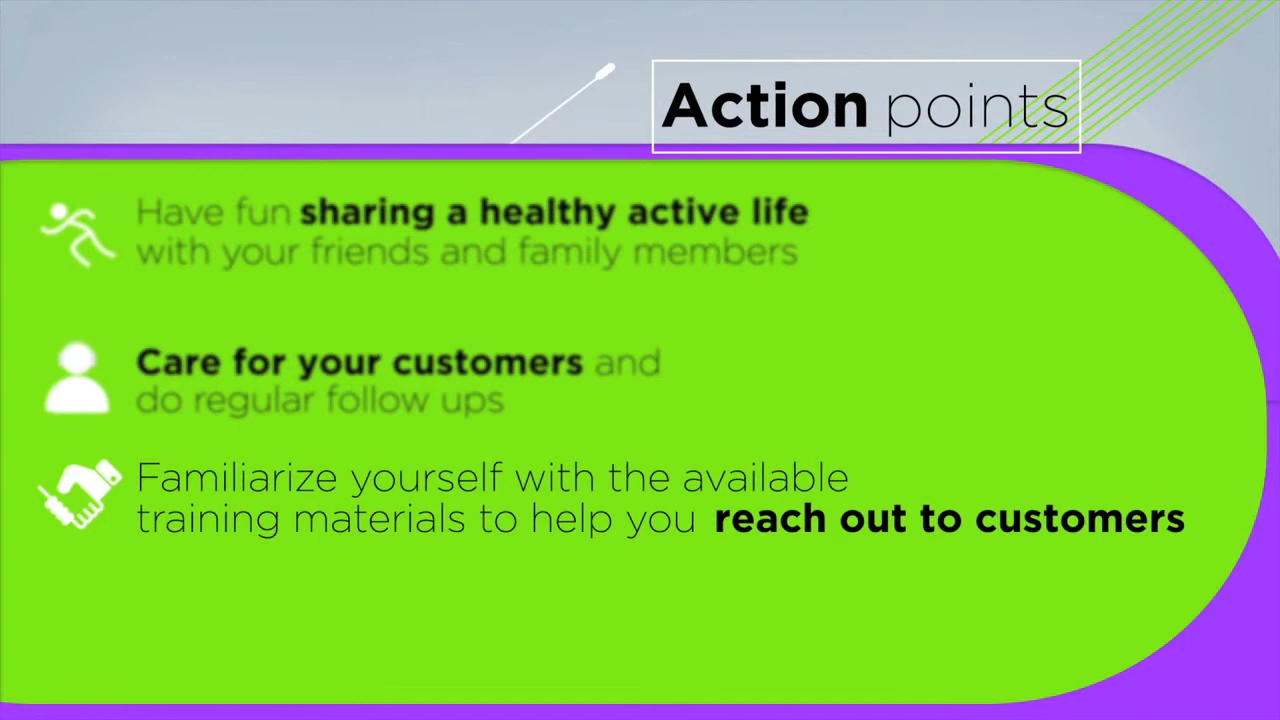 Action points
Have fun sharing a healthy active life
with your friends and family members
Care for your customers and
do regular follow ups
Familiarize yourself with the available
training materials to help you reach out to customers